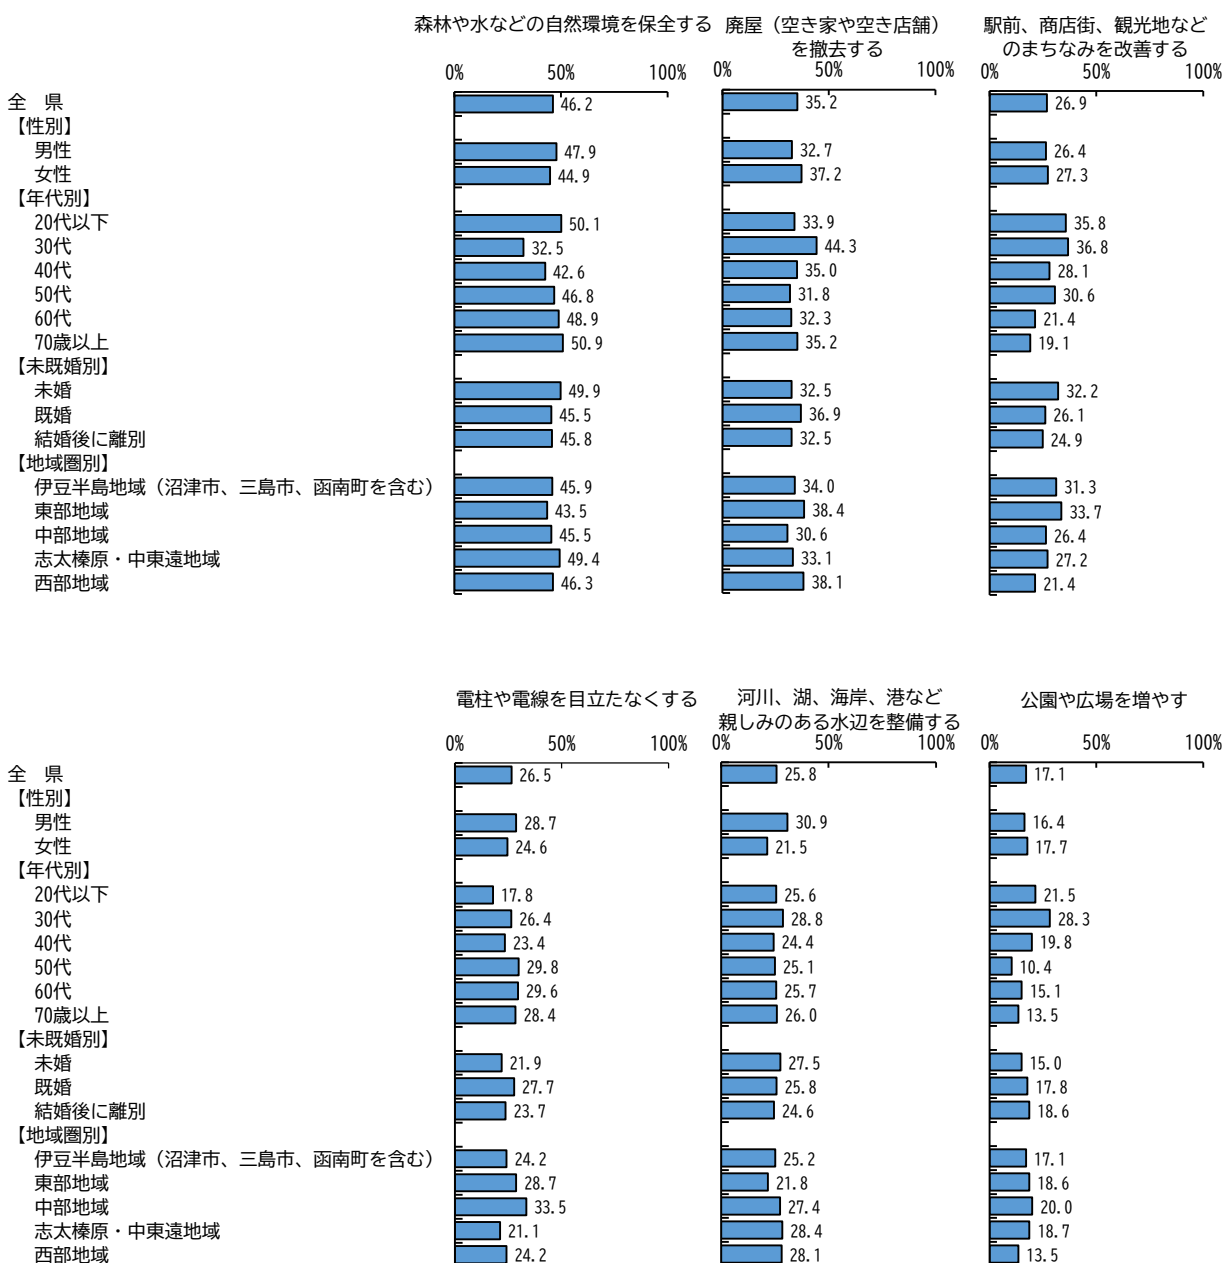 森林や水などの自然環境を保全する 廃屋（空き家や空き店舗） 駅前、商店街、観光地など
を撤去する のまちなみを改善する
0% 50% 100% 0% 50% 100% 0% 50% 100%
全　県 46.2 35.2 26.9
【性別】
男性 47.9 32.7 26.4
女性 44.9 37.2 27.3
【年代別】
20代以下 50.1 33.9 35.8
30代 32.5 44.3 36.8
40代 42.6 35.0 28.1
50代 46.8 31.8 30.6
60代 48.9 32.3 21.4
70歳以上 50.9 35.2 19.1
【未既婚別】
未婚 49.9 32.5 32.2
既婚 45.5 36.9 26.1
結婚後に離別 45.8 32.5 24.9
【地域圏別】
伊豆半島地域（沼津市、三島市、函南町を含む） 45.9 34.0 31.3
東部地域 43.5 38.4 33.7
中部地域 45.5 30.6 26.4
志太榛原・中東遠地域 49.4 33.1 27.2
西部地域 46.3 38.1 21.4
電柱や電線を目立たなくする 河川、湖、海岸、港など 公園や広場を増やす
親しみのある水辺を整備する
0% 50% 100% 0% 50% 100% 0% 50% 100%
全　県 26.5 25.8 17.1
【性別】
男性 28.7 30.9 16.4
女性 24.6 21.5 17.7
【年代別】
20代以下 17.8 25.6 21.5
30代 26.4 28.8 28.3
40代 23.4 24.4 19.8
50代 29.8 25.1 10.4
60代 29.6 25.7 15.1
70歳以上 28.4 26.0 13.5
【未既婚別】
未婚 21.9 27.5 15.0
既婚 27.7 25.8 17.8
結婚後に離別 23.7 24.6 18.6
【地域圏別】
伊豆半島地域（沼津市、三島市、函南町を含む） 24.2 25.2 17.1
東部地域 28.7 21.8 18.6
中部地域 33.5 27.4 20.0
志太榛原・中東遠地域 21.1 28.4 18.7
西部地域 24.2 28.1 13.5